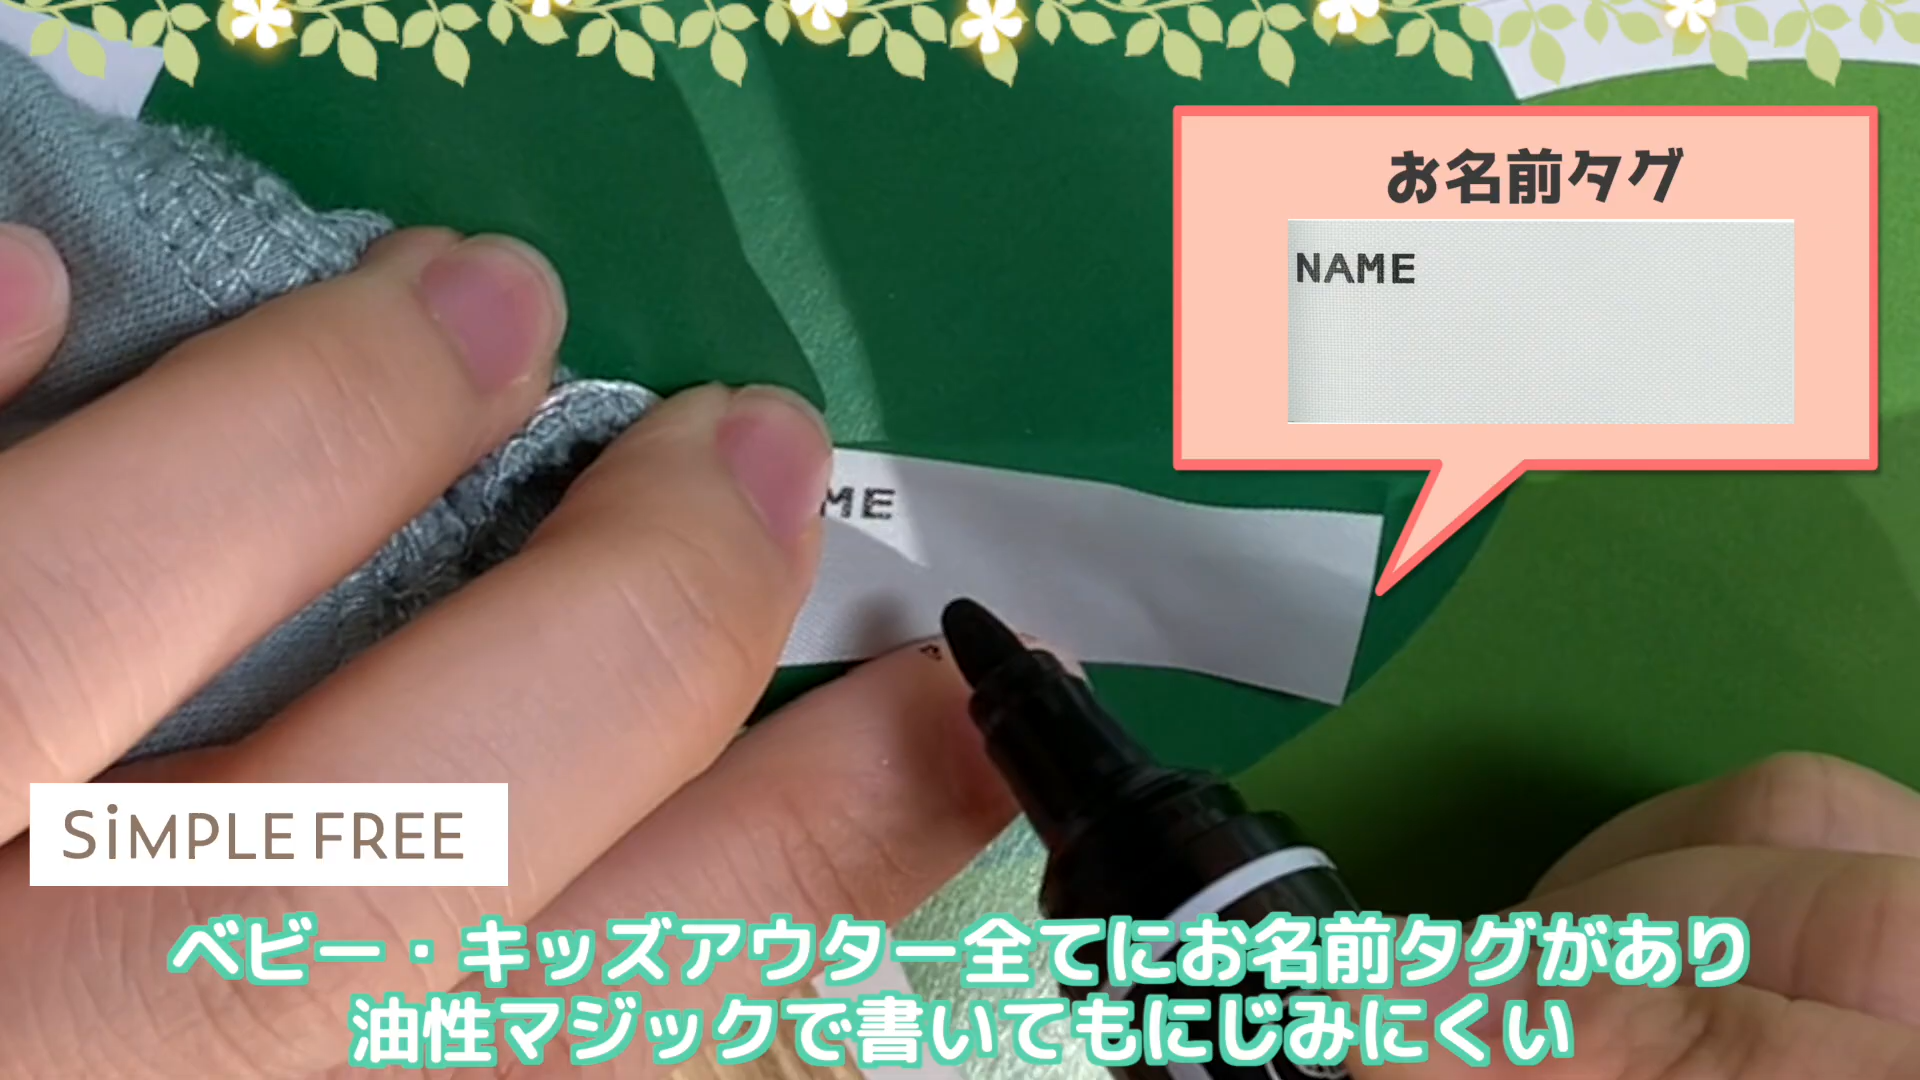 お名前タグ
NAME
ME
SiMPLE FREE
ベビー・キッズアウター全てにお名前タグがあり
油性マジックで書いてもにじみにくい